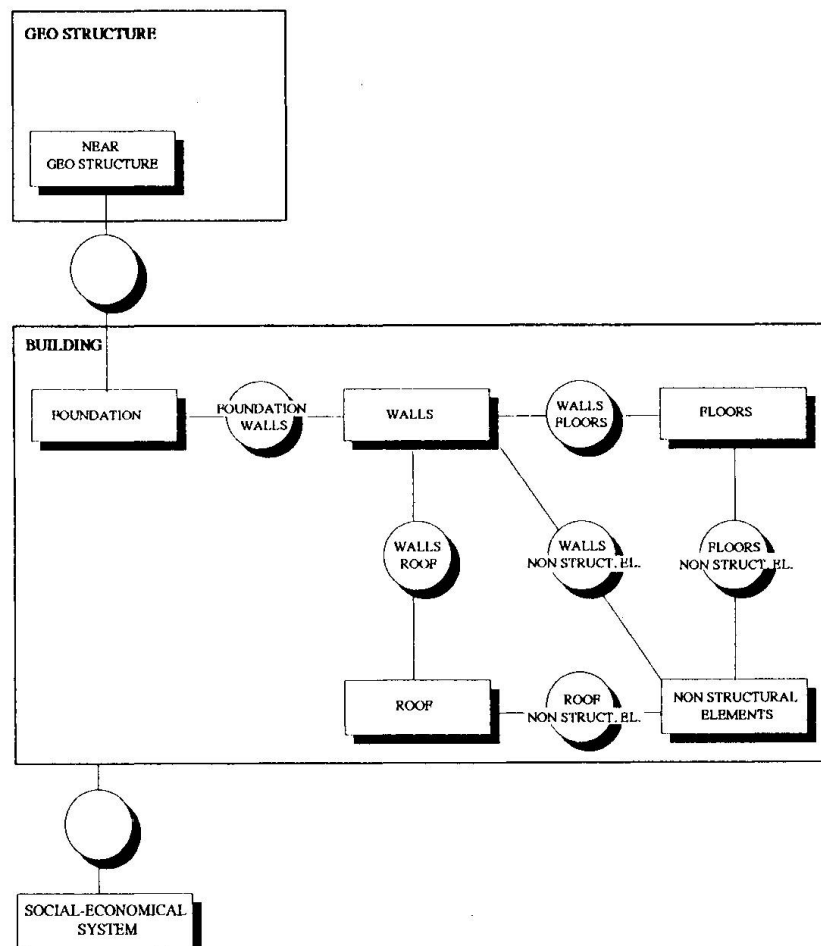 GEO STRUCTURE
NEAR
GEO STRUCTURE
BUILDING
FOUNDATION
FOUNDATION
WALLS
WALLS
WALLS
FLOORS
FLOORS
WALLS
ROOF
WALLS
NON STRUCT. EL.
FLOORS
NON STRUCT. EL.
ROOF
ROOF
NON STRUCT. EL.
NON STRUCTURAL
ELEMENTS
SOCIAL-ECONOMICAL
SYSTEM